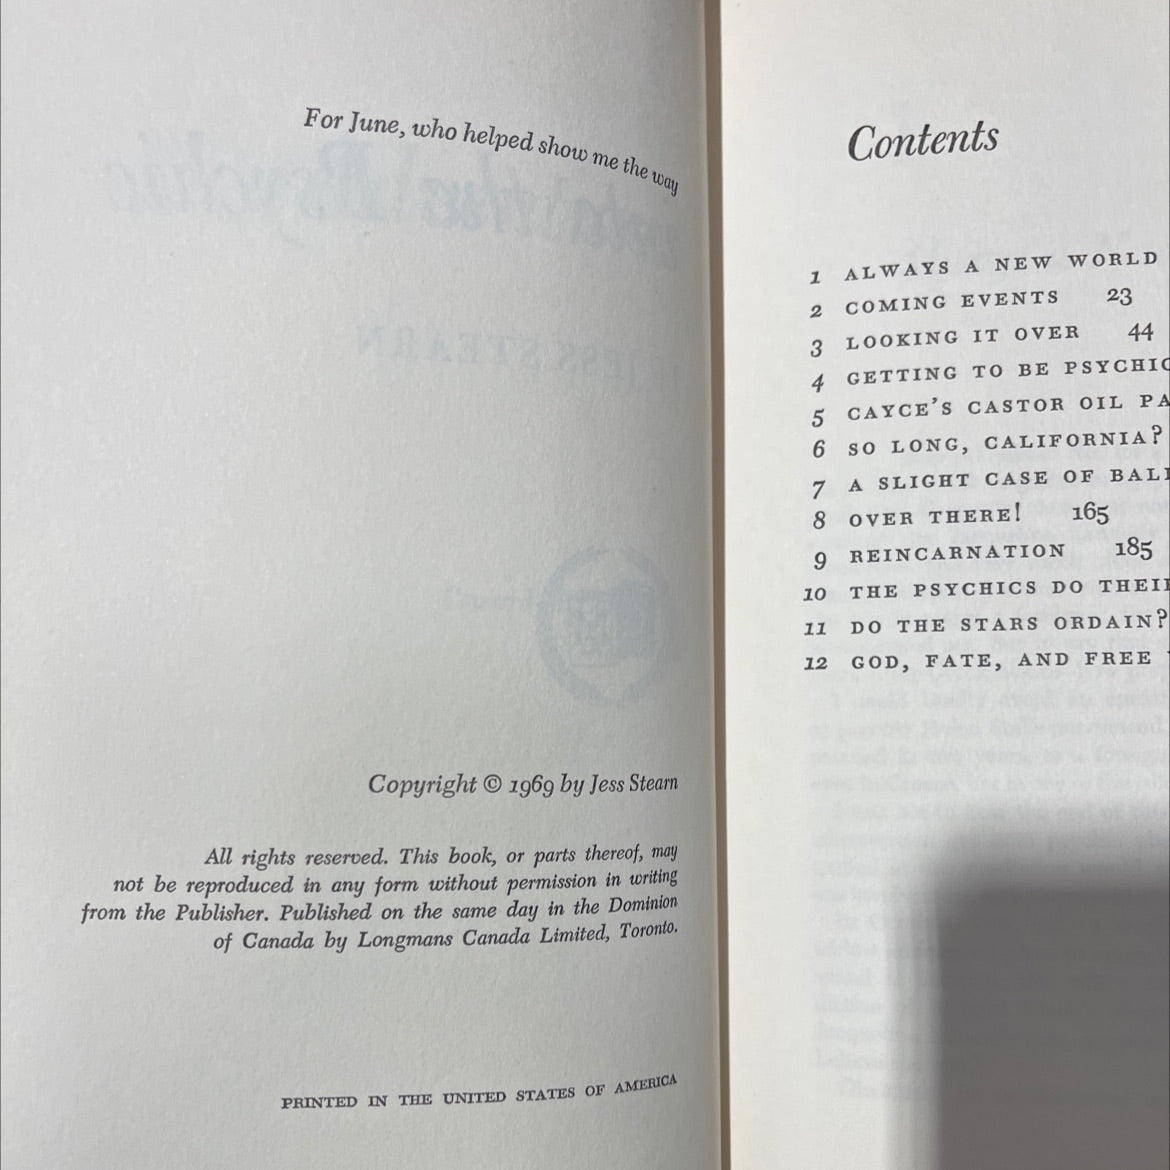 For June, who helped show me the way
Copyright © 1969 by Jess Stearn
All rights reserved. This book, or parts thereof, may
not be reproduced in any form without permission in writing
from the Publisher. Published on the same day in the Dominion
of Canada by Longmans Canada Limited, Toronto.
PRINTED IN THE UNITED STATES OF AMERICA
Contents
1 ALWAYS A NEW WORLD
2 COMING EVENTS 23
3 LOOKING IT OVER 44
4 GETTING TO BE PSYCHIC
5 CAYCE'S CASTOR OIL PA
6 SO LONG, CALIFORNIA?
7 A SLIGHT CASE OF BALI
8 OVER THERE! 165
9 REINCARNATION 185
10 THE PSYCHICS DO THEIR
11 DO THE STARS ORDAIN?
12 GOD, FATE, AND FREE